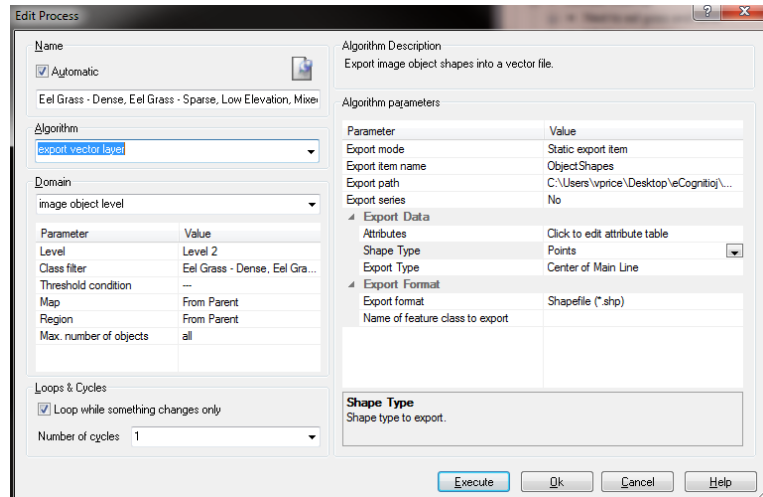 Edit Process
Name
Automatic
Eel Grass - Dense, Eel Grass - Sparse, Low Elevation, Mixe
Algorithm
export vector layer
Domain
image object level
Parameter Value
Level Level 2
Class filter Eel Grass - Dense, Eel Gra...
Threshold condition ---
Map From Parent
Region From Parent
Max. number of objects all
Loops & Cycles
Loop while something changes only
Number of cycles 1
Algorithm Description
Export image object shapes into a vector file.
Algorithm parameters
Parameter Value
Export mode Static export item
Export item name ObjectShapes
Export path C:\Users\vprice\Desktop\eCognitioj\...
Export series No
Export Data
Attributes Click to edit attribute table
Shape Type Points
Export Type Center of Main Line
Export Format
Export format Shapefile (*.shp)
Name of feature class to export
Shape Type
Shape type to export.
Execute Ok Cancel Help